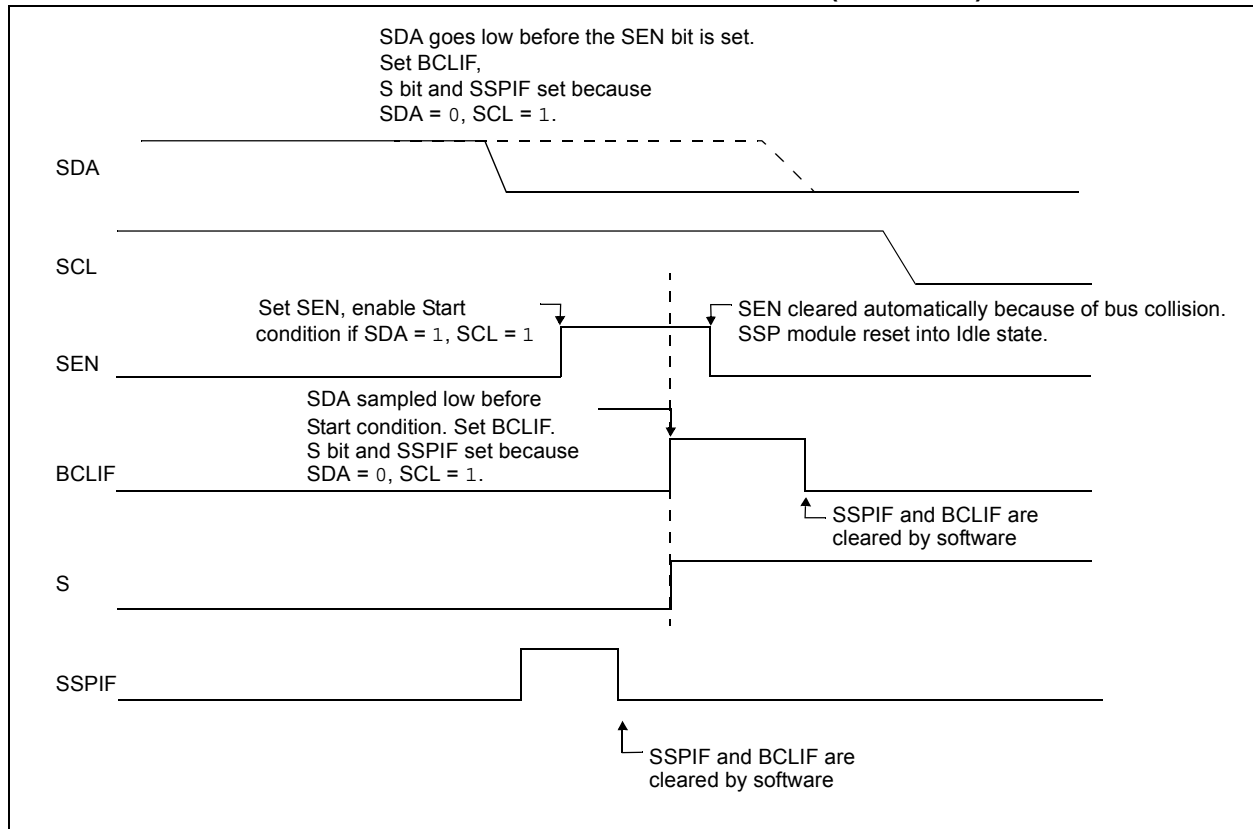 SDA goes low before the SEN bit is set.
Set BCLIF,
S bit and SSPIF set because
SDA = 0, SCL = 1.
SDA
SCL
Set SEN, enable Start
condition if SDA = 1, SCL = 1
SEN cleared automatically because of bus collision.
SSP module reset into Idle state.
SEN
SDA sampled low before
Start condition. Set BCLIF.
S bit and SSPIF set because
SDA = 0, SCL = 1.
BCLIF
SSPIF and BCLIF are
cleared by software
S
SSPIF
SSPIF and BCLIF are
cleared by software